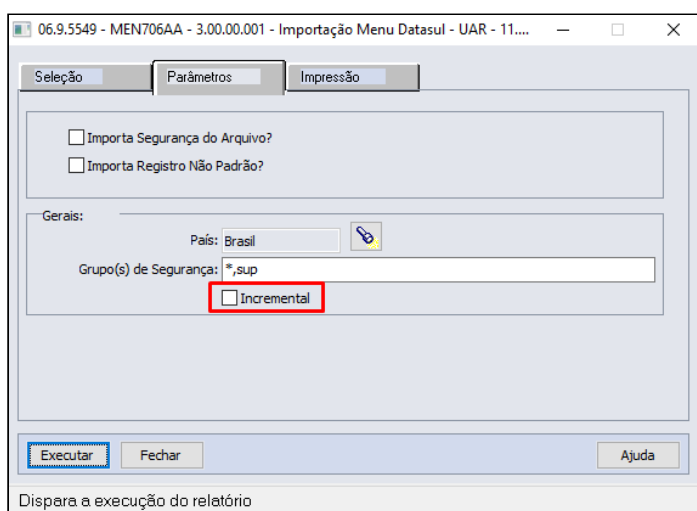 06.9.5549 - MEN706AA - 3.00.00.001 - Importação Menu Datasul - UAR - 11....
Seleção Parâmetros Impressão
Importa Segurança do Arquivo?
Importa Registro Não Padrão?
Gerais:
País: Brasil
Grupo(s) de Segurança: *,sup
Incremental
Executar Fechar Ajuda
Dispara a execução do relatório